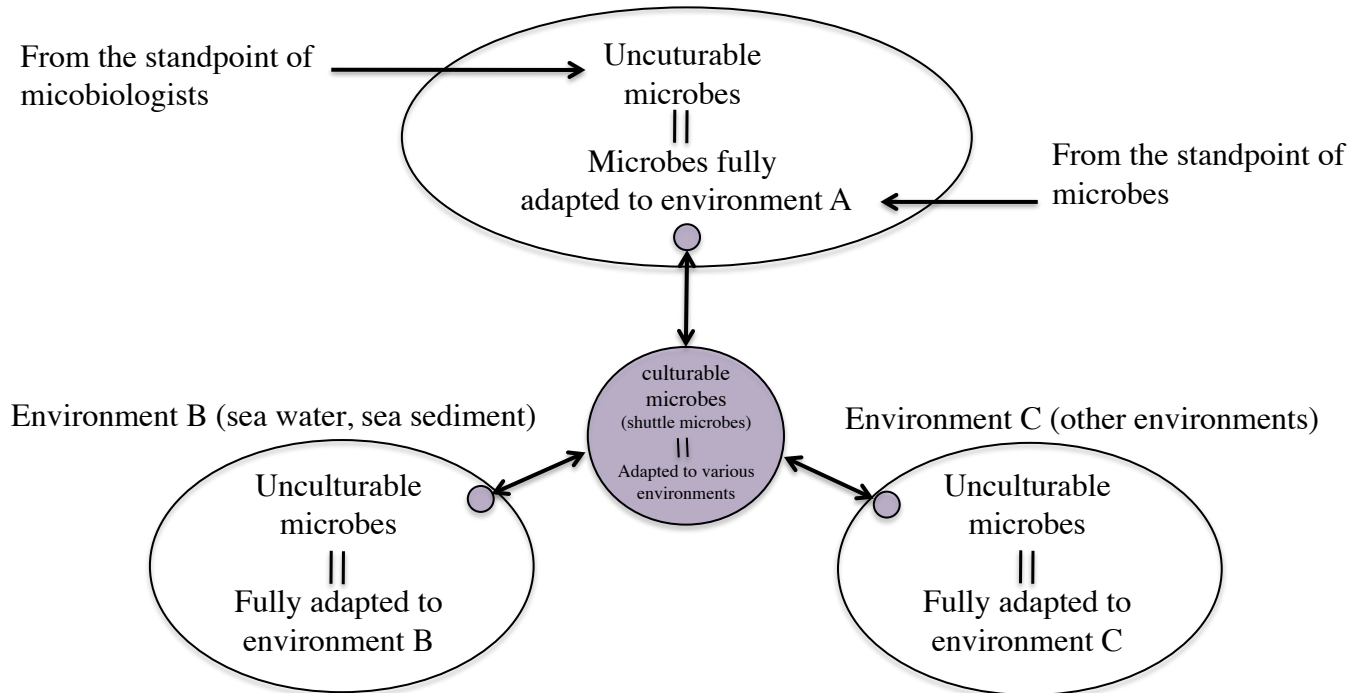 From the standpoint of
micobiologists
Uncuturable
microbes
||
Microbes fully
adapted to environment A
From the standpoint of
microbes
culturable
microbes
(shuttle microbes)
||
Adapted to various
environments
Environment B (sea water, sea sediment)
Unculturable
microbes
||
Fully adapted to
environment B
Environment C (other environments)
Unculturable
microbes
||
Fully adapted to
environment C